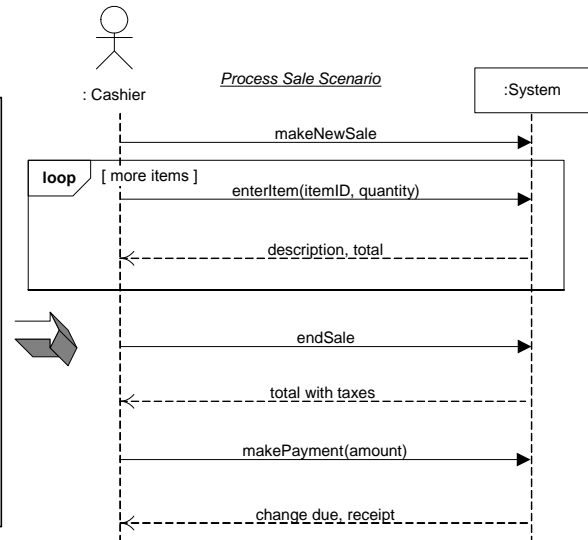 Process Sale Scenario
: Cashier
:System
makeNewSale
loop
[ more items ]
enterItem(itemID, quantity)
description, total
endSale
total with taxes
makePayment(amount)
change due, receipt